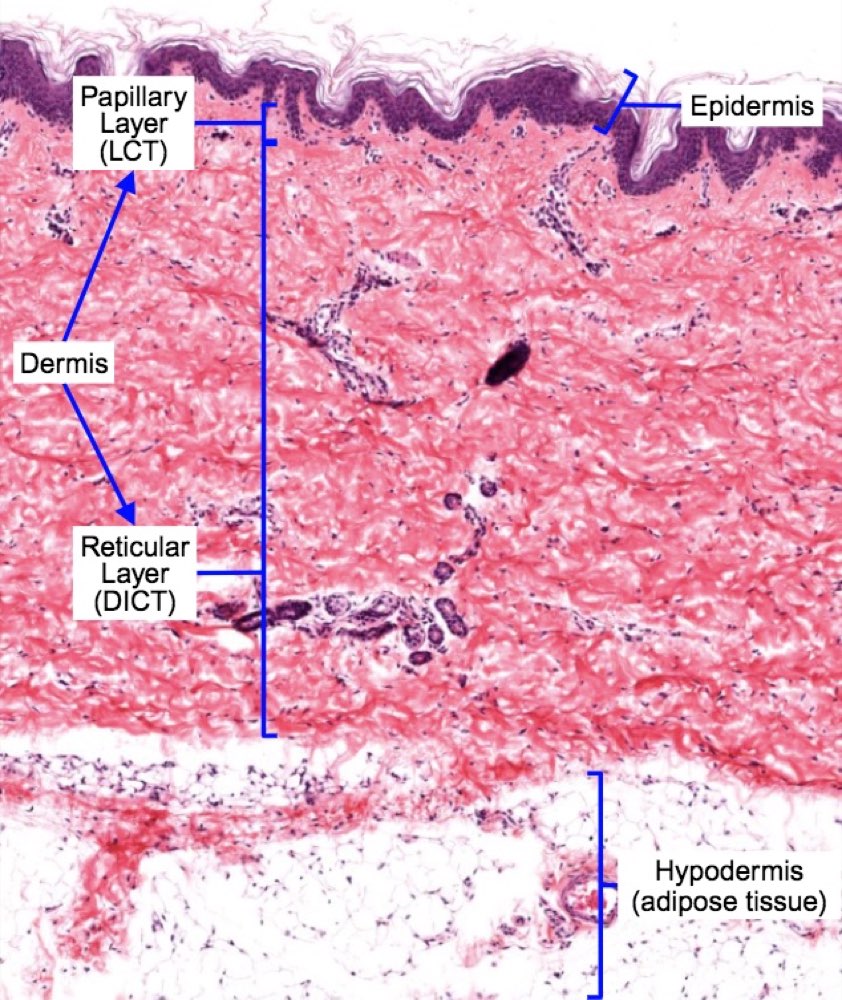 Papillary
Layer
(LCT)
Epidermis
Dermis
Reticular
Layer
(DICT)
Hypodermis
(adipose tissue)